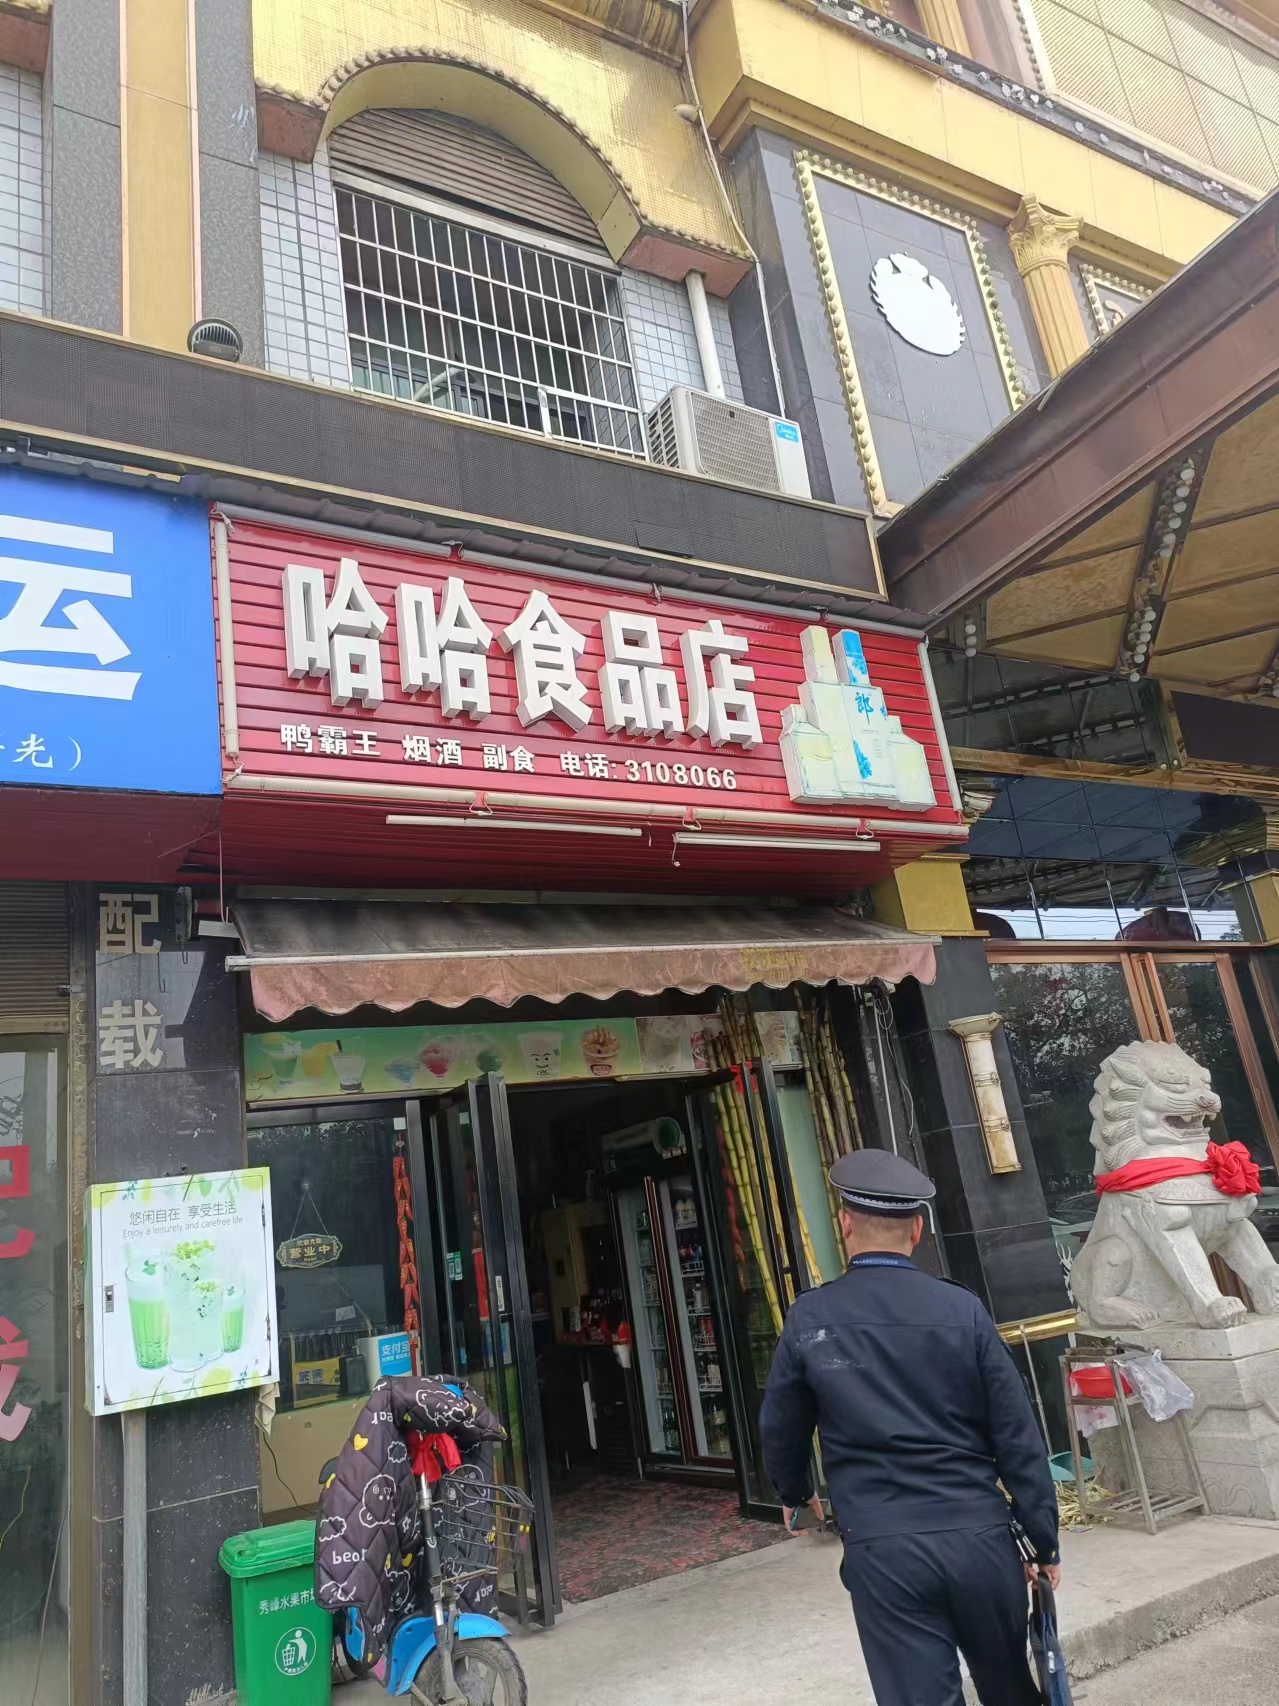 运
光）
哈哈食品店
鸭霸王 烟酒 副食 电话：3108066
郎
配
载
悠闲自在 享受生活
Enjoy a leisurely and carefree life
营业中
支付宝
bear
秀峰水果市场